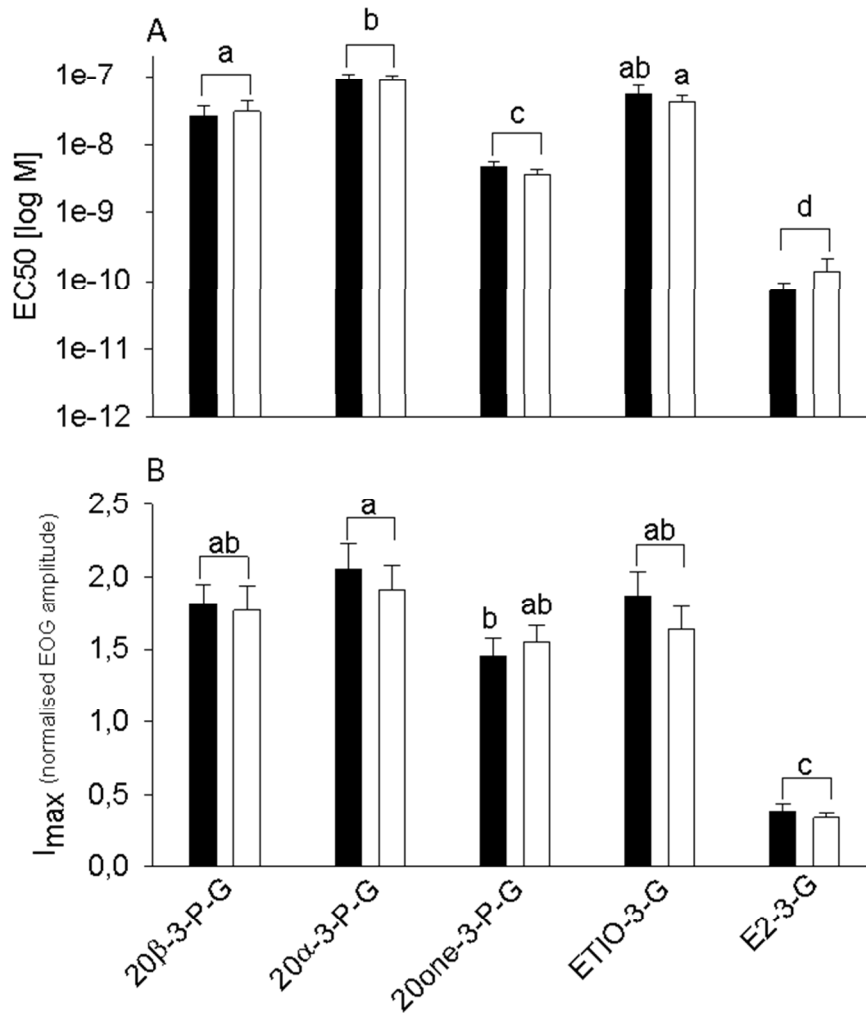 A
EC50 [log M]
1e-7
1e-8
1e-9
1e-10
1e-11
1e-12
a
b
c
ab
a
d
B
Imax (normalised EOG amplitude)
2,5
2,0
1,5
1,0
0,5
0,0
ab
a
b
ab
ab
c
20β-3-P-G
20α-3-P-G
20one-3-P-G
ETIO-3-G
E2-3-G